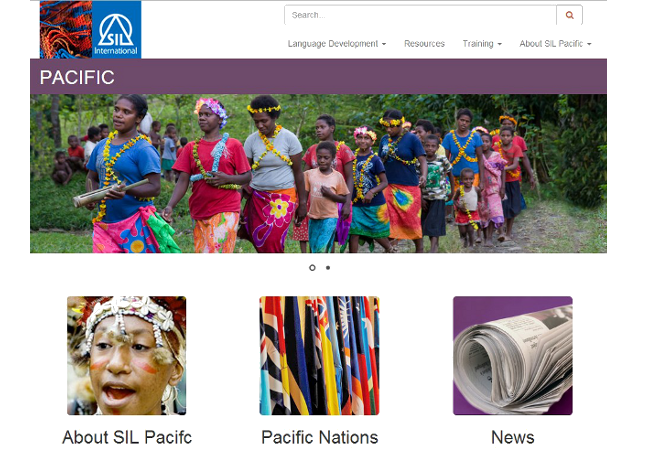 SIL
International
Search...
Language Development
Resources
Training
About SIL Pacific
PACIFIC
About SIL Pacifc
Pacific Nations
News